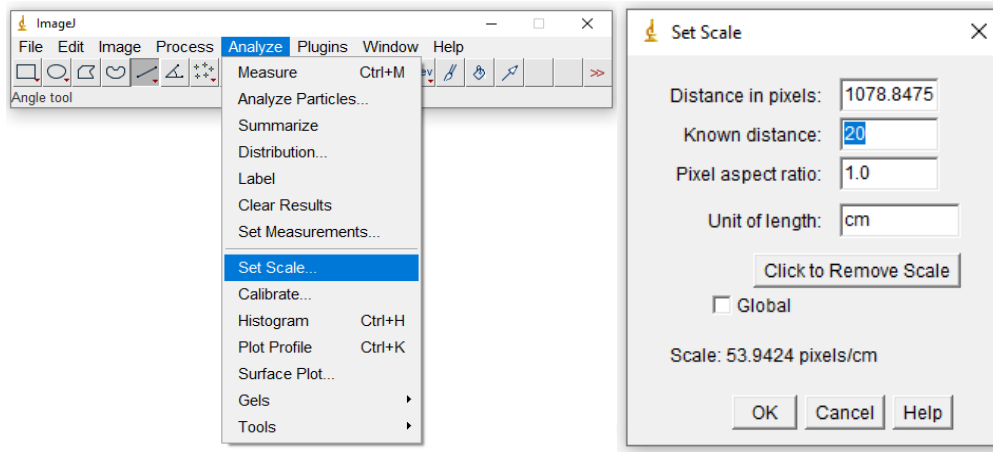 ImageJ
File Edit Image Process Analyze Plugins Window Help
>>
Angle tool
Measure Ctrl+M
Analyze Particles...
Summarize
Distribution...
Label
Clear Results
Set Measurements...
Set Scale...
Calibrate...
Histogram Ctrl+H
Plot Profile Ctrl+K
Surface Plot...
Gels
Tools
Set Scale
Distance in pixels: 1078.8475
Known distance: 20
Pixel aspect ratio: 1.0
Unit of length: cm
Click to Remove Scale
Global
Scale: 53.9424 pixels/cm
OK Cancel Help